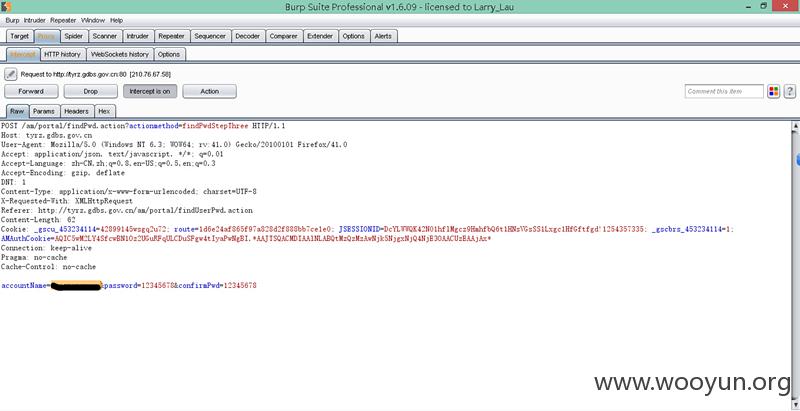 Burp Suite Professional v1.6.09 - licensed to Larry_Lau
Burp Intruder Repeater Window Help
Target Proxy Spider Scanner Intruder Repeater Sequencer Decoder Comparer Extender Options Alerts
Intercept HTTP history WebSockets history Options
Request to http://tyrz.gdbs.gov.cn:80 [210.76.67.58]
Forward Drop Intercept is on Action Comment this item
Raw Params Headers Hex
POST /am/portal/findPwd.action?actionmethod=findPwdStepThree HTTP/1.1
Host: tyrz.gdbs.gov.cn
User-Agent: Mozilla/5.0 (Windows NT 6.3; WOW64; rv:41.0) Gecko/20100101 Firefox/41.0
Accept: application/json, text/javascript, */*; q=0.01
Accept-Language: zh-CN,zh;q=0.8,en-US;q=0.5,en;q=0.3
Accept-Encoding: gzip, deflate
DNT: 1
Content-Type: application/x-www-form-urlencoded; charset=UTF-8
X-Requested-With: XMLHttpRequest
Referer: http://tyrz.gdbs.gov.cn/am/portal/findUserPwd.action
Content-Length: 62
Cookie: _gscu_453234114=42899145wsgq2u72; route=1d6e24af865f97a828d2f888bb7ce1e0; _gscbrs_453234114=1;
Connection: keep-alive
Pragma: no-cache
Cache-Control: no-cache
accountName= &password=12345678&confirmPwd=12345678
www.wooyun.org